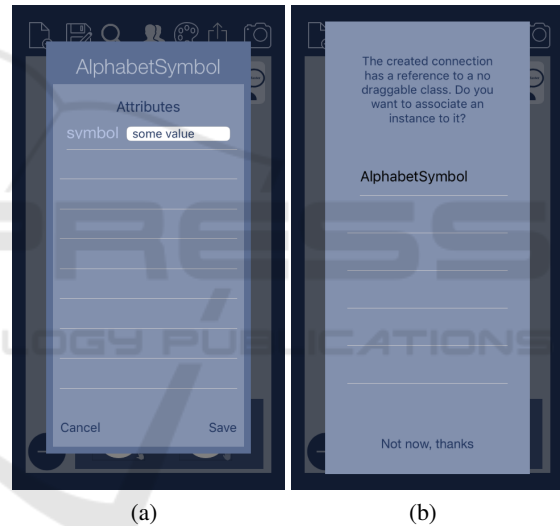 AlphabetSymbol
Attributes
symbol some value
Cancel Save
(a)
The created connection
has a reference to a no
draggable class. Do you
want to associate an
instance to it?
AlphabetSymbol
Not now, thanks
(b)